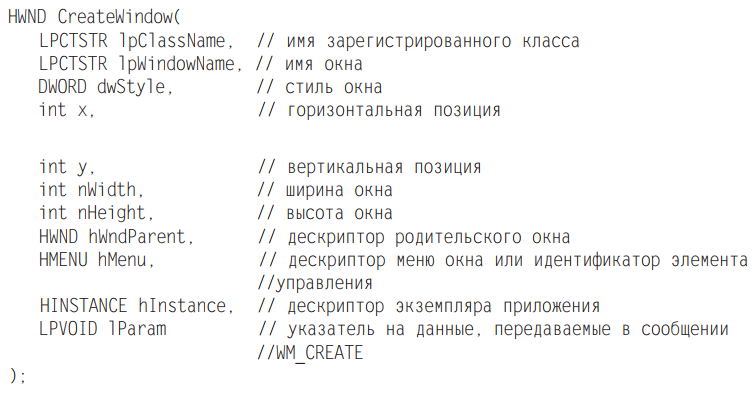 HWND CreateWindow(
LPCTSTR lpClassName, // имя зарегистрированного класса
LPCTSTR lpWindowName, // имя окна
DWORD dwStyle, // стиль окна
int x, // горизонтальная позиция
int y, // вертикальная позиция
int nWidth, // ширина окна
int nHeight, // высота окна
HWND hWndParent, // дескриптор родительского окна
HMENU hMenu, // дескриптор меню окна или идентификатор элемента
//управления
HINSTANCE hInstance, // дескриптор экземпляра приложения
LPVOID lParam // указатель на данные, передаваемые в сообщении
//WM_CREATE
);